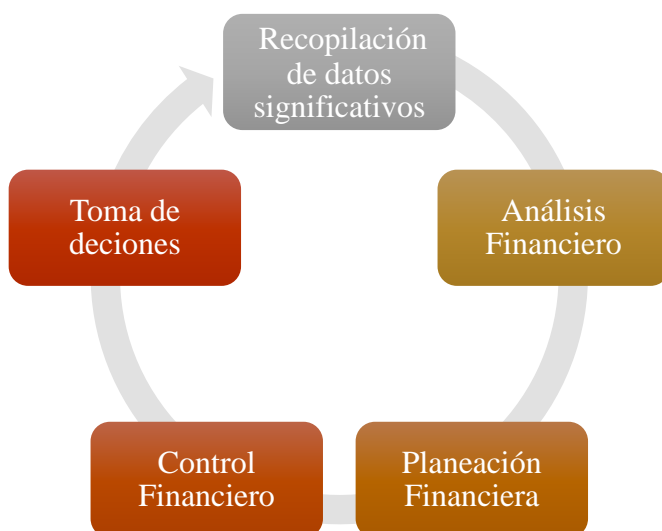 Recopilación
de datos
significativos
Análisis
Financiero
Planeación
Financiera
Control
Financiero
Toma de
deciones